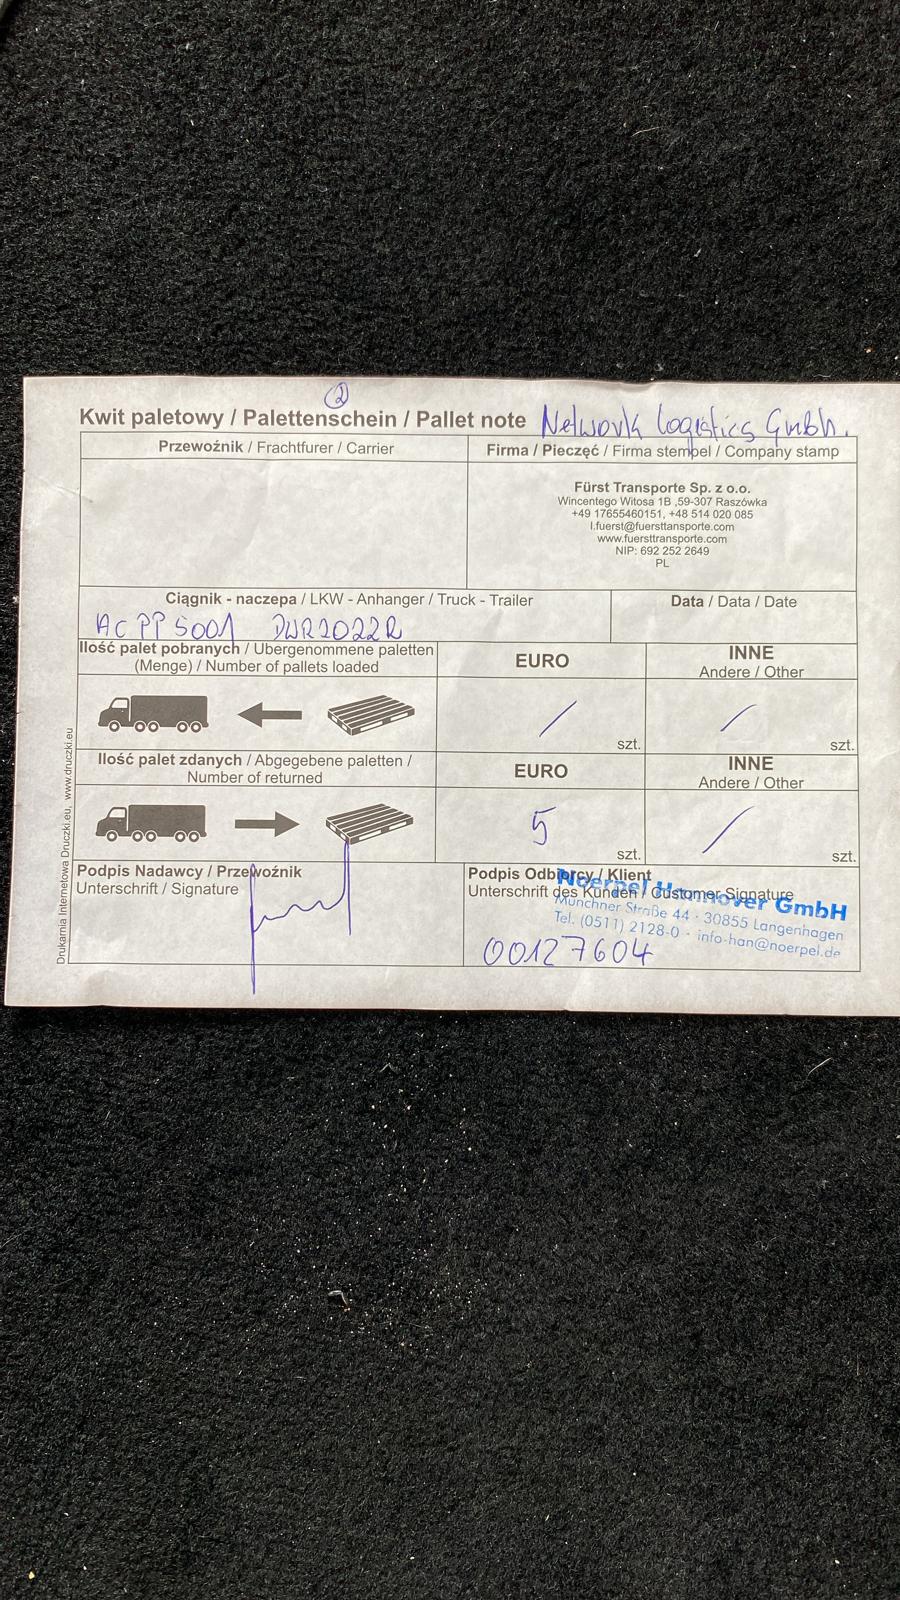 ②
Kwit paletowy / Palettenschein / Pallet note Network Logistics Gmbh.
Przewoźnik / Frachtfurer / Carrier
Firma / Pieczęć / Firma stempel / Company stamp
Fürst Transporte Sp. z o.o.
Wincentego Witosa 1B ,59-307 Raszówka
+49 17655460151, +48 514 020 085
l.fuerst@fuersttansporte.com
www.fuersttransporte.com
NIP: 692 252 2649
PL
Ciągnik - naczepa / LKW - Anhanger / Truck - Trailer
Data / Data / Date
AC PP 5001 DWR2022R
Ilość palet pobranych / Ubergenommene paletten
(Menge) / Number of pallets loaded
EURO
INNE
Andere / Other
/
szt.
/
szt.
Ilość palet zdanych / Abgegebene paletten /
Number of returned
EURO
INNE
Andere / Other
5
szt.
/
szt.
Podpis Nadawcy / Przewoźnik
Unterschrift / Signature
Podpis Odbiorcy / Klient
Unterschrift des Kunden / Customer Signature
Noerpel Hannover GmbH
Münchner Straße 44 · 30855 Langenhagen
Tel. (0511) 2128-0 · info-han@noerpel.de
00127604
Drukarnia Internetowa Druczki.eu, www.druczki.eu